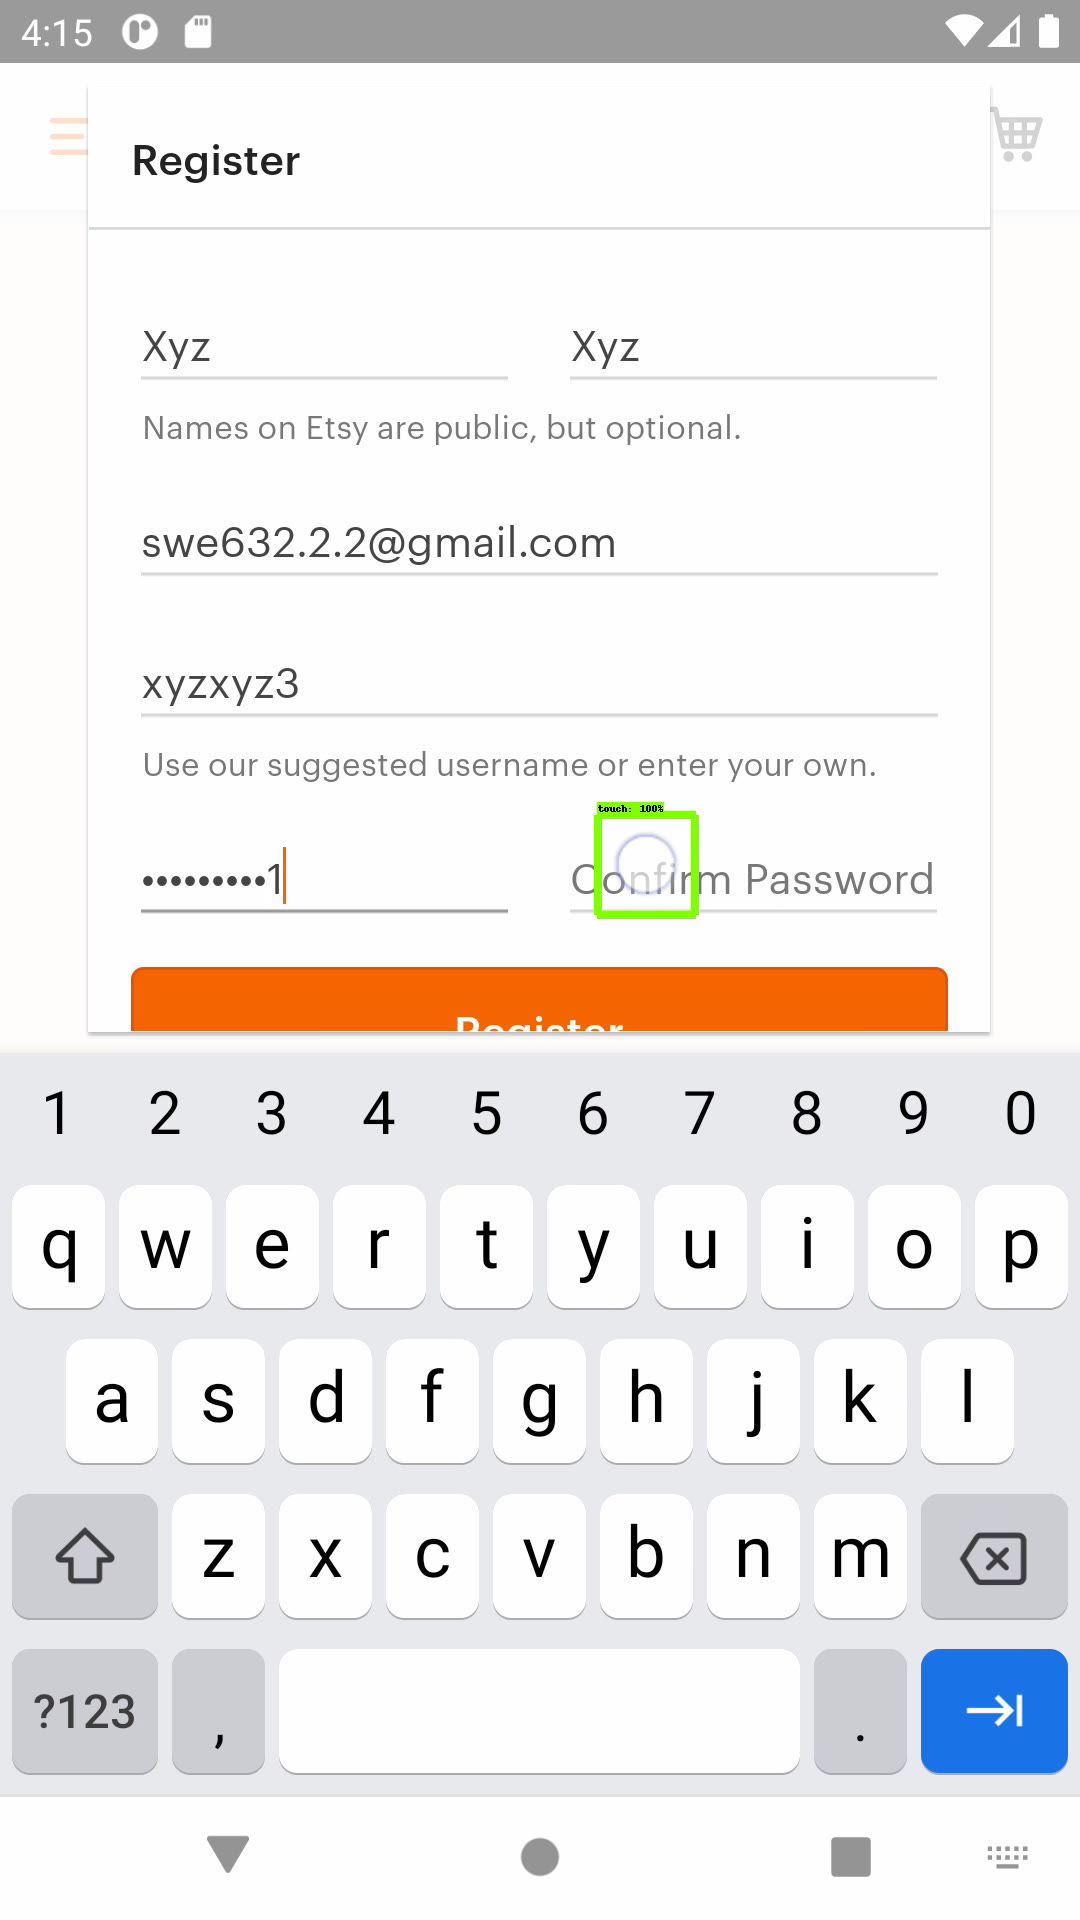 4:15
Register
Xyz Xyz
Names on Etsy are public, but optional.
swe632.2.2@gmail.com
xyzxyz3
Use our suggested username or enter your own.
touch: 100%
•••••••••1 Confirm Password
Register
1 2 3 4 5 6 7 8 9 0
q w e r t y u i o p
a s d f g h j k l
z x c v b n m
?123 , .